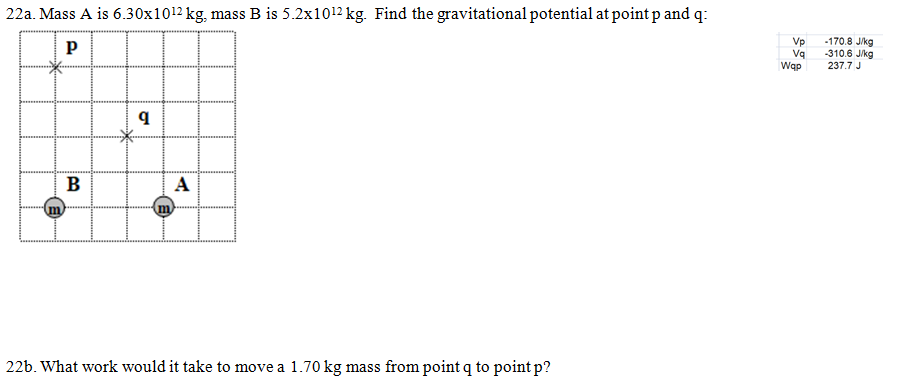 22a. Mass A is 6.30x10¹² kg, mass B is 5.2x10¹² kg.  Find the gravitational potential at point p and q:
Vp -170.8 J/kg
Vq -310.6 J/kg
Wqp 237.7 J
p
q
B A
m m
22b. What work would it take to move a 1.70 kg mass from point q to point p?